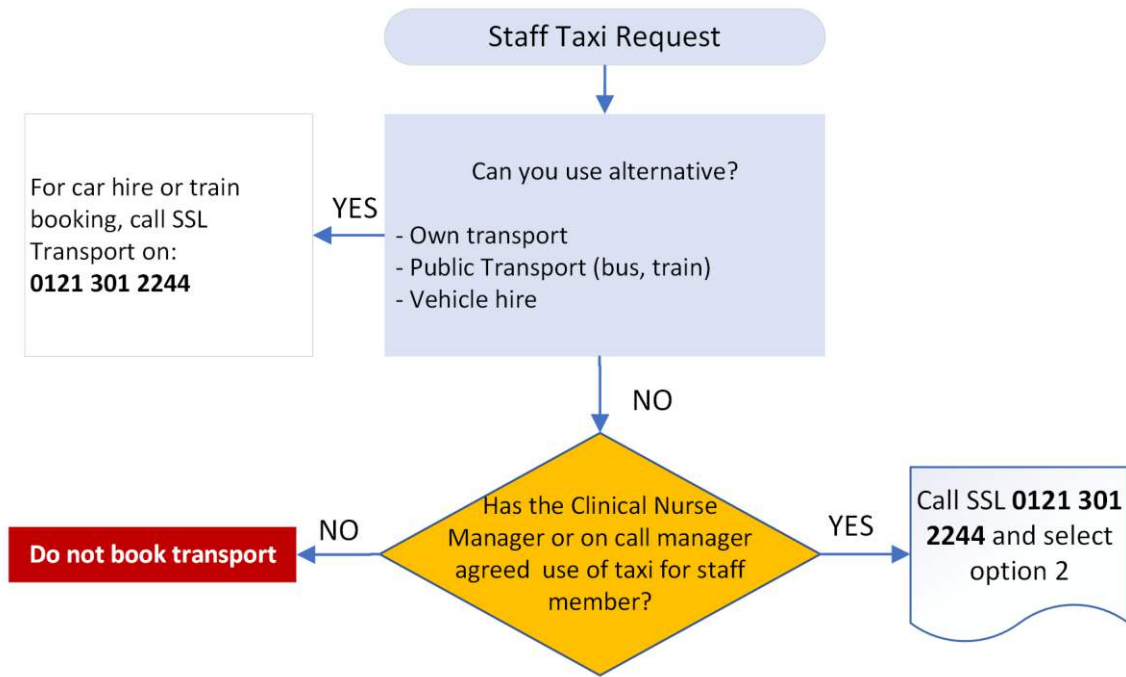 Staff Taxi Request
Can you use alternative?
- Own transport
- Public Transport (bus, train)
- Vehicle hire
YES
For car hire or train
booking, call SSL
Transport on:
0121 301 2244
NO
Has the Clinical Nurse
Manager or on call manager
agreed use of taxi for staff
member?
NO
Do not book transport
YES
Call SSL 0121 301
2244 and select
option 2